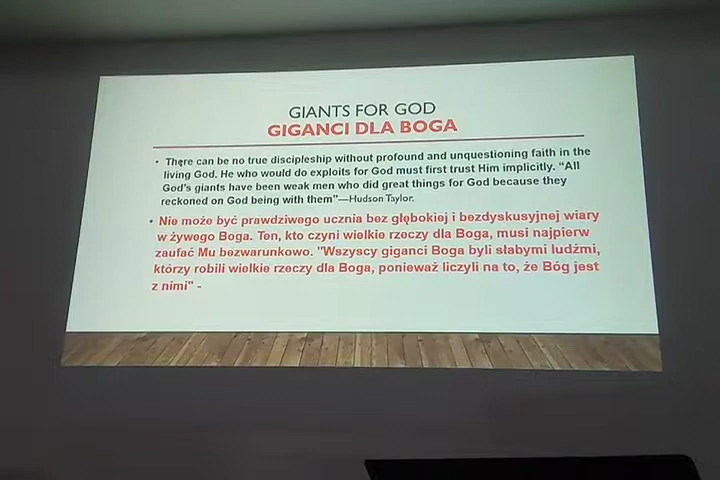 GIANTS FOR GOD
GIGANCI DLA BOGA
• There can be no true discipleship without profound and unquestioning faith in the
living God. He who would do exploits for God must first trust Him implicitly. "All
God's giants have been weak men who did great things for God because they
reckoned on God being with them"—Hudson Taylor.
• Nie może być prawdziwego ucznia bez głębokiej i bezdyskusyjnej wiary
w żywego Boga. Ten, kto czyni wielkie rzeczy dla Boga, musi najpierw
zaufać Mu bezwarunkowo. "Wszyscy giganci Boga byli słabymi ludźmi,
którzy robili wielkie rzeczy dla Boga, ponieważ liczyli na to, że Bóg jest
z nimi" -